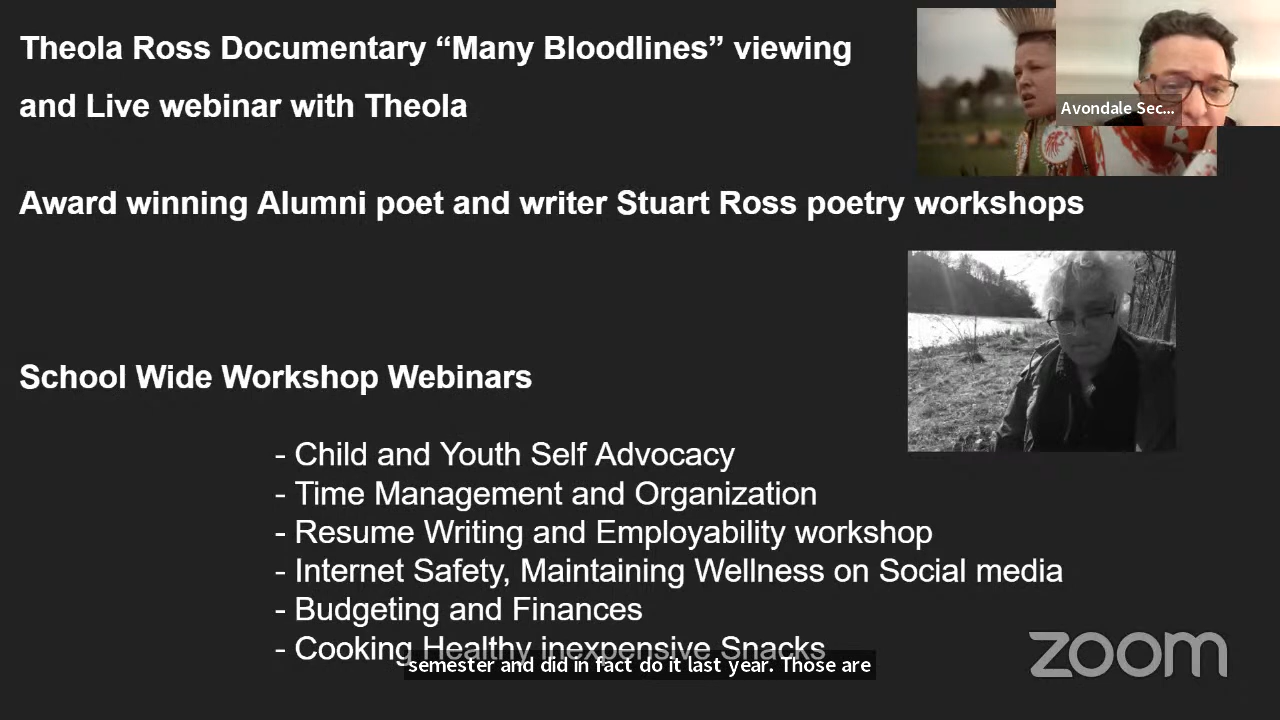 Theola Ross Documentary “Many Bloodlines” viewing
and Live webinar with Theola
Avondale Sec...
Award winning Alumni poet and writer Stuart Ross poetry workshops
School Wide Workshop Webinars
- Child and Youth Self Advocacy
- Time Management and Organization
- Resume Writing and Employability workshop
- Internet Safety, Maintaining Wellness on Social media
- Budgeting and Finances
- Cooking Healthy inexpensive Snacks
semester and did in fact do it last year. Those are
zoom